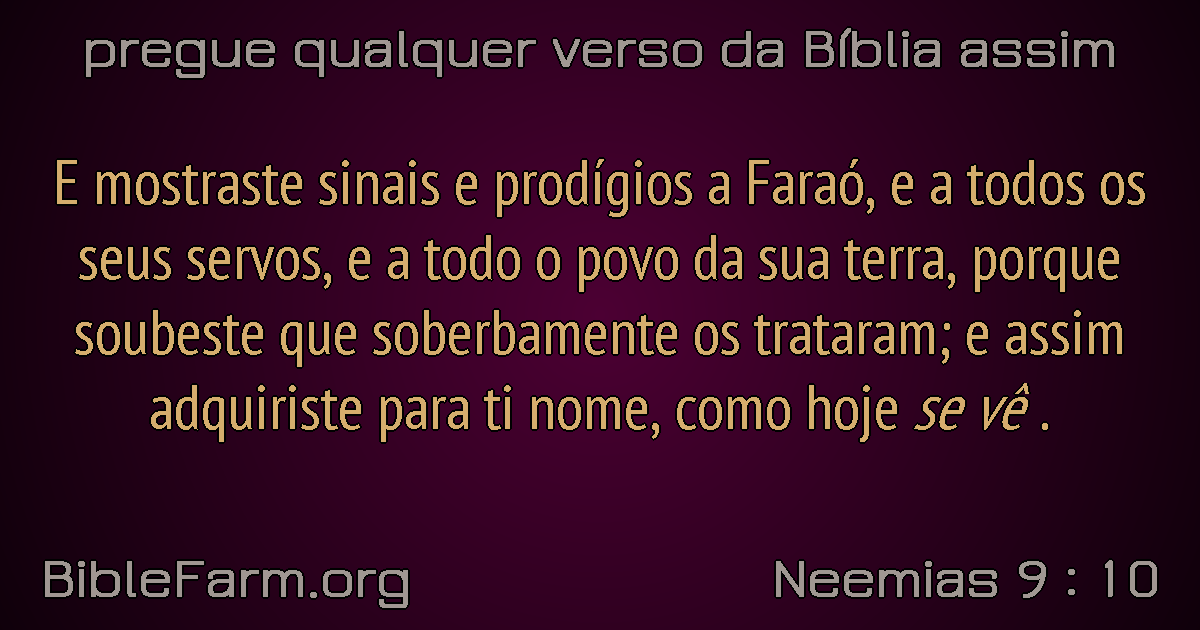 pregue qualquer verso da Bíblia assim
E mostraste sinais e prodígios a Faraó, e a todos os
seus servos, e a todo o povo da sua terra, porque
soubeste que soberbamente os trataram; e assim
adquiriste para ti nome, como hoje se vê .
BibleFarm.org
Neemias 9 : 10